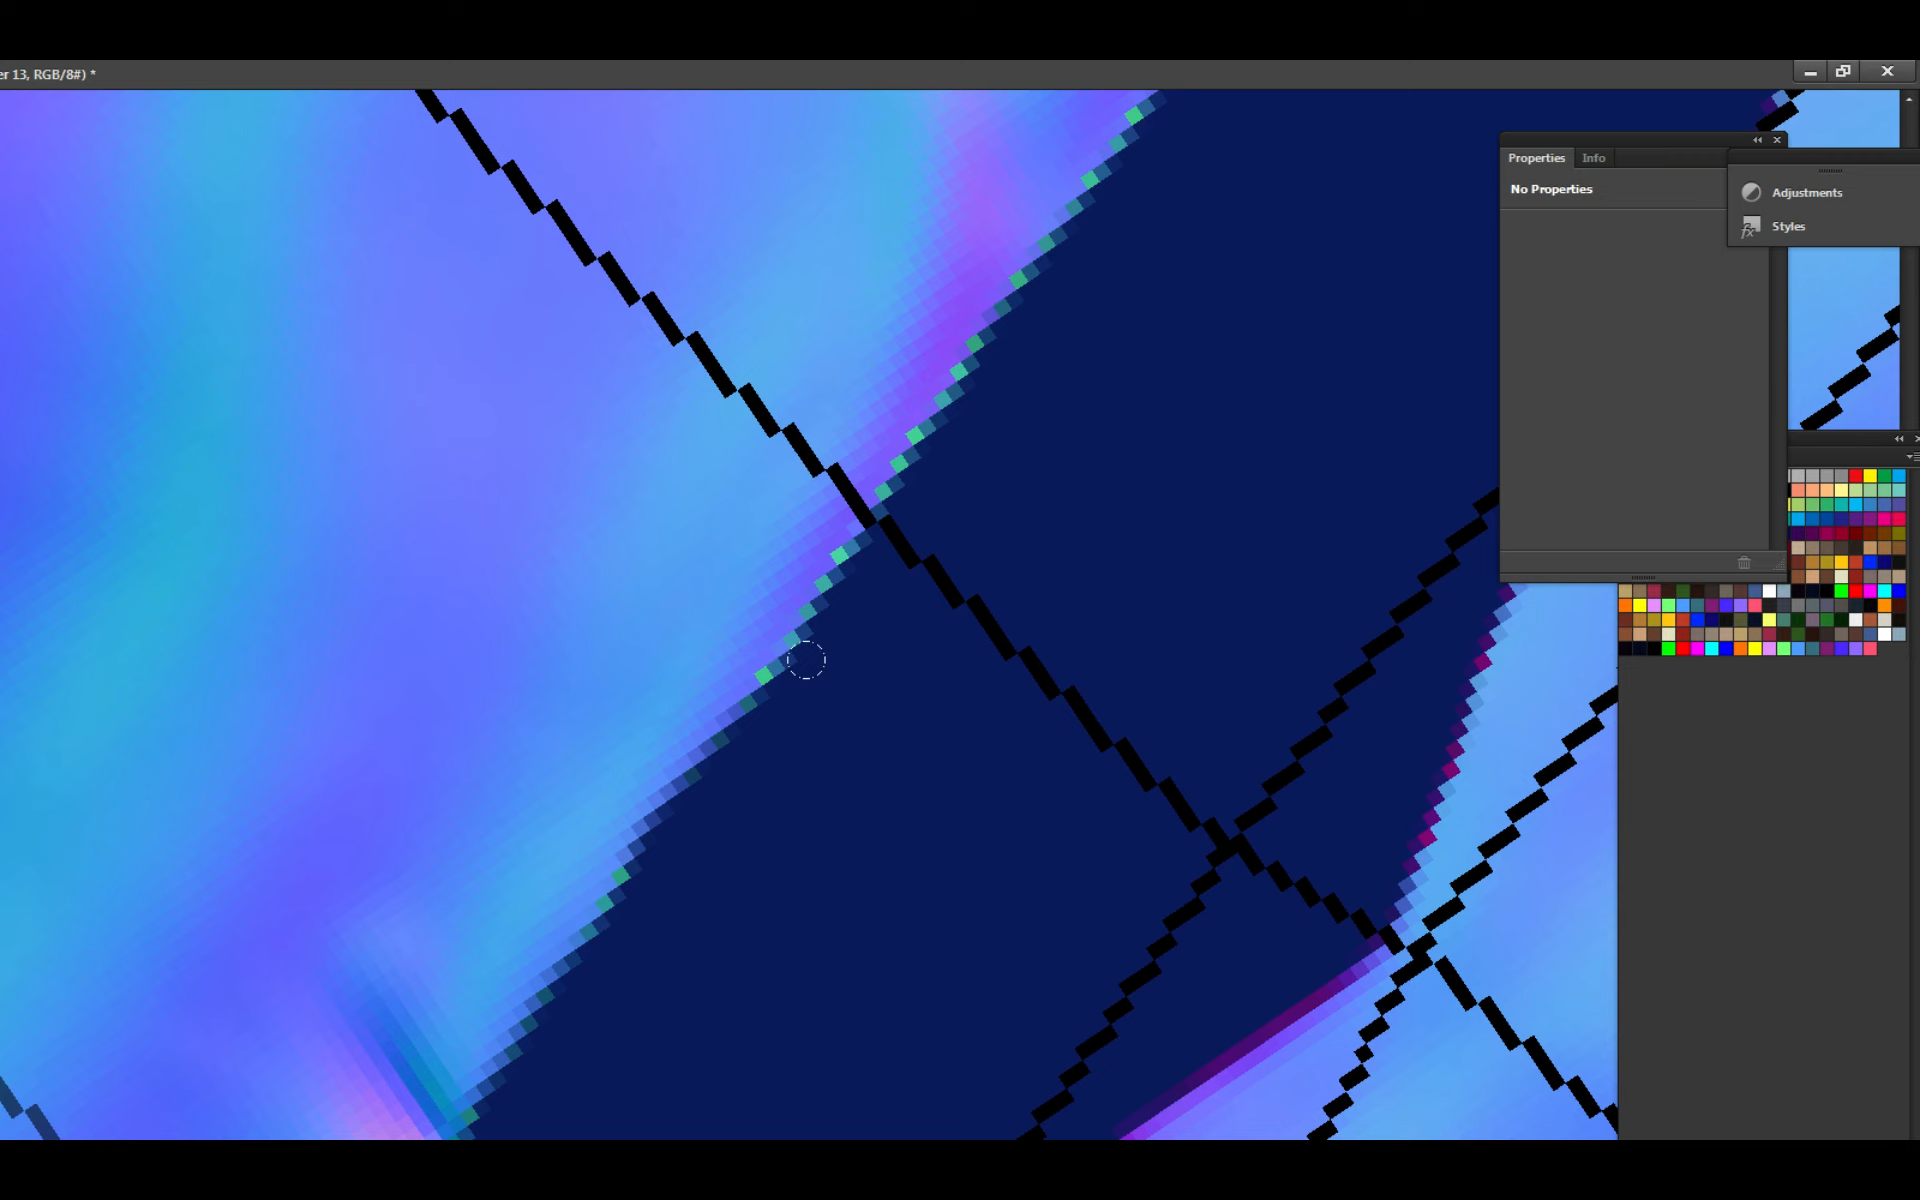 er 13, RGB/8#) *
Properties Info
No Properties
Adjustments
Styles